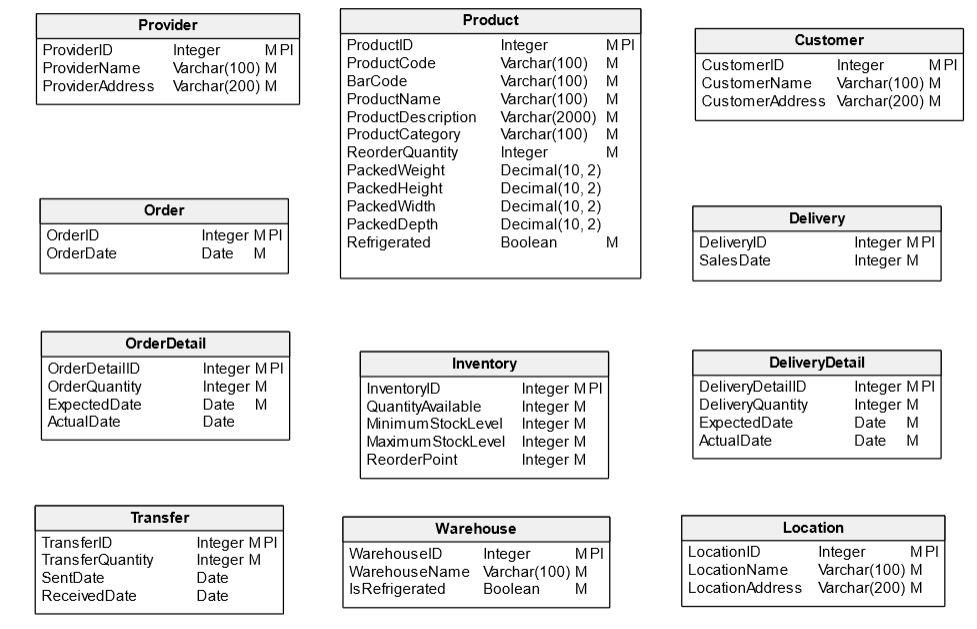 Provider
ProviderID Integer M PI
ProviderName Varchar(100) M
ProviderAddress Varchar(200) M
Product
ProductID Integer M PI
ProductCode Varchar(100) M
BarCode Varchar(100) M
ProductName Varchar(100) M
ProductDescription Varchar(2000) M
ProductCategory Varchar(100) M
ReorderQuantity Integer M
PackedWeight Decimal(10, 2)
PackedHeight Decimal(10, 2)
PackedWidth Decimal(10, 2)
PackedDepth Decimal(10, 2)
Refrigerated Boolean M
Customer
CustomerID Integer M PI
CustomerName Varchar(100) M
CustomerAddress Varchar(200) M
Order
OrderID Integer M PI
OrderDate Date M
Delivery
DeliveryID Integer M PI
SalesDate Integer M
OrderDetail
OrderDetailID Integer M PI
OrderQuantity Integer M
ExpectedDate Date M
ActualDate Date
Inventory
InventoryID Integer M PI
QuantityAvailable Integer M
MinimumStockLevel Integer M
MaximumStockLevel Integer M
ReorderPoint Integer M
DeliveryDetail
DeliveryDetailID Integer M PI
DeliveryQuantity Integer M
ExpectedDate Date M
ActualDate Date M
Transfer
TransferID Integer M PI
TransferQuantity Integer M
SentDate Date
ReceivedDate Date
Warehouse
WarehouseID Integer M PI
WarehouseName Varchar(100) M
IsRefrigerated Boolean M
Location
LocationID Integer M PI
LocationName Varchar(100) M
LocationAddress Varchar(200) M